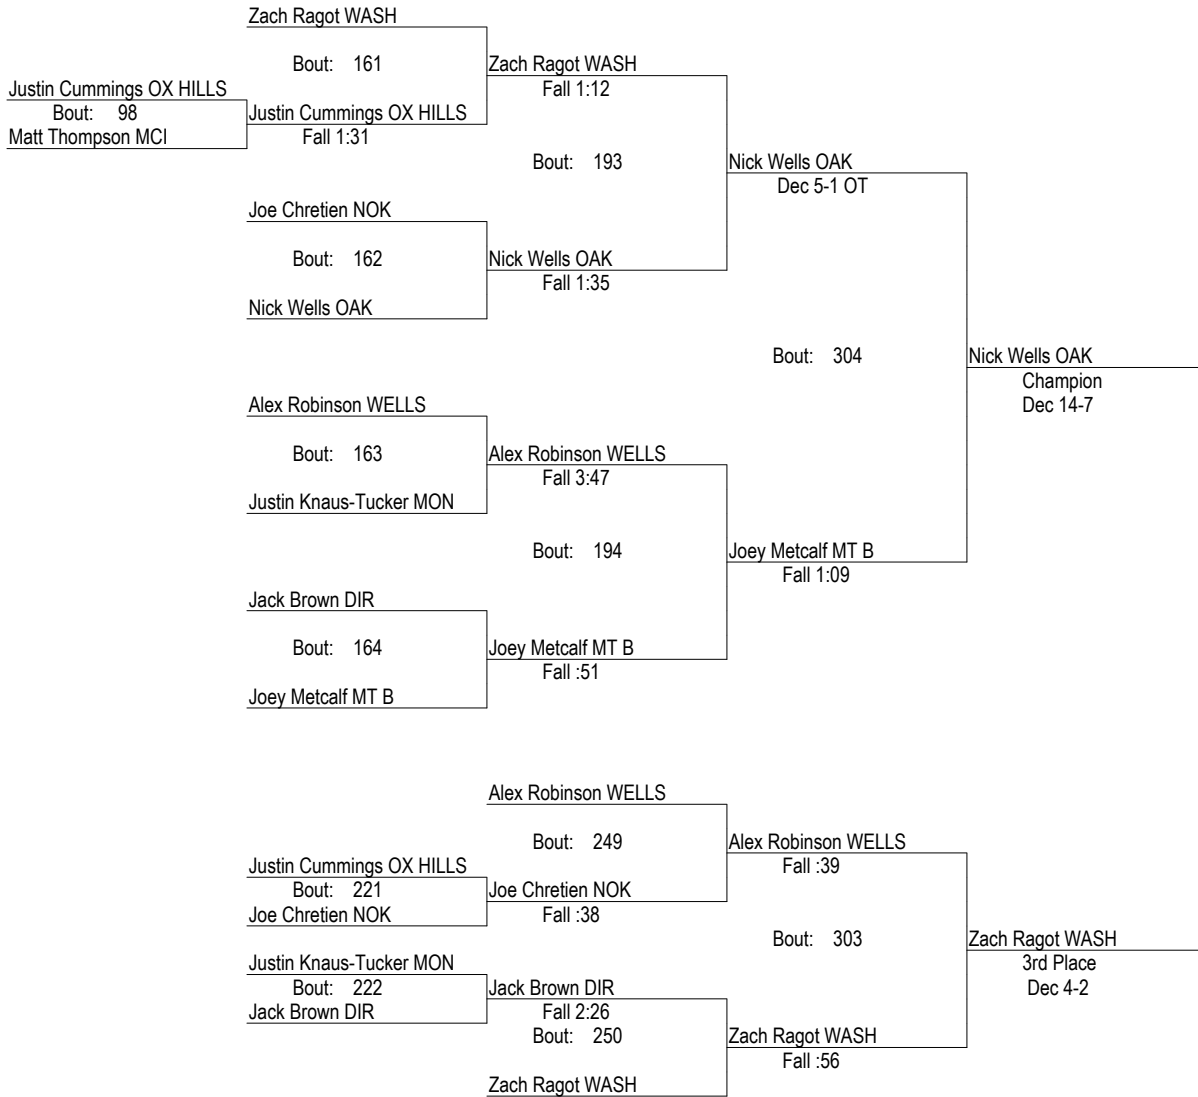 Zach Ragot WASH
Bout: 161
Zach Ragot WASH
Fall 1:12
Justin Cummings OX HILLS
Bout: 98
Matt Thompson MCI
Justin Cummings OX HILLS
Fall 1:31
Bout: 193
Nick Wells OAK
Dec 5-1 OT
Joe Chretien NOK
Bout: 162
Nick Wells OAK
Fall 1:35
Nick Wells OAK
Bout: 304
Nick Wells OAK
Champion
Dec 14-7
Alex Robinson WELLS
Bout: 163
Alex Robinson WELLS
Fall 3:47
Justin Knaus-Tucker MON
Bout: 194
Joey Metcalf MT B
Fall 1:09
Jack Brown DIR
Bout: 164
Joey Metcalf MT B
Fall :51
Joey Metcalf MT B
Alex Robinson WELLS
Bout: 249
Alex Robinson WELLS
Fall :39
Justin Cummings OX HILLS
Bout: 221
Joe Chretien NOK
Joe Chretien NOK
Fall :38
Bout: 303
Zach Ragot WASH
3rd Place
Dec 4-2
Justin Knaus-Tucker MON
Bout: 222
Jack Brown DIR
Jack Brown DIR
Fall 2:26
Bout: 250
Zach Ragot WASH
Fall :56
Zach Ragot WASH